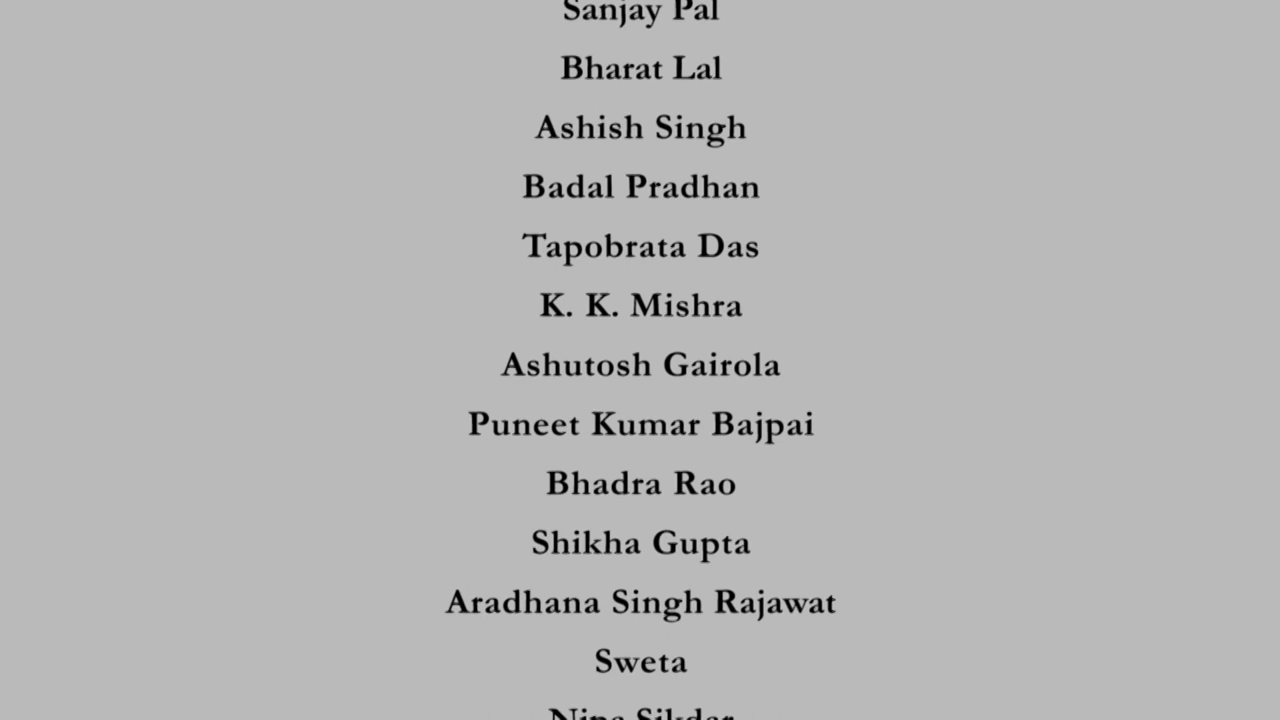 Sanjay Pal
Bharat Lal
Ashish Singh
Badal Pradhan
Tapobrata Das
K. K. Mishra
Ashutosh Gairola
Puneet Kumar Bajpai
Bhadra Rao
Shikha Gupta
Aradhana Singh Rajawat
Sweta